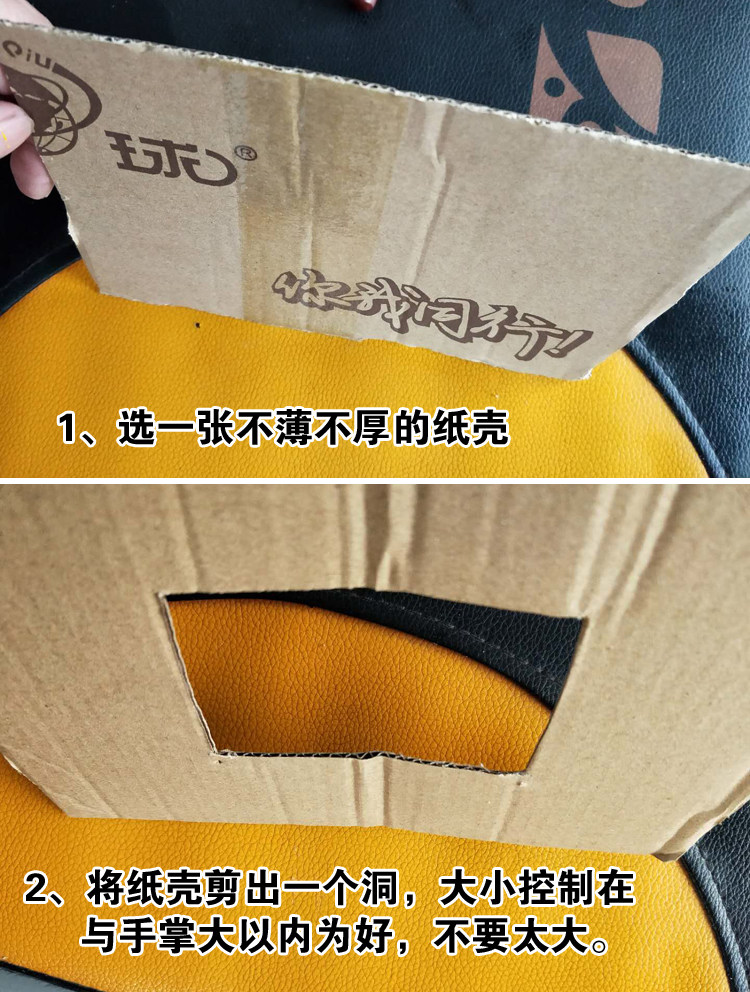 QiU
球®
你我同行!
1、选一张不薄不厚的纸壳
2、将纸壳剪出一个洞，大小控制在
与手掌大以内为好，不要太大。